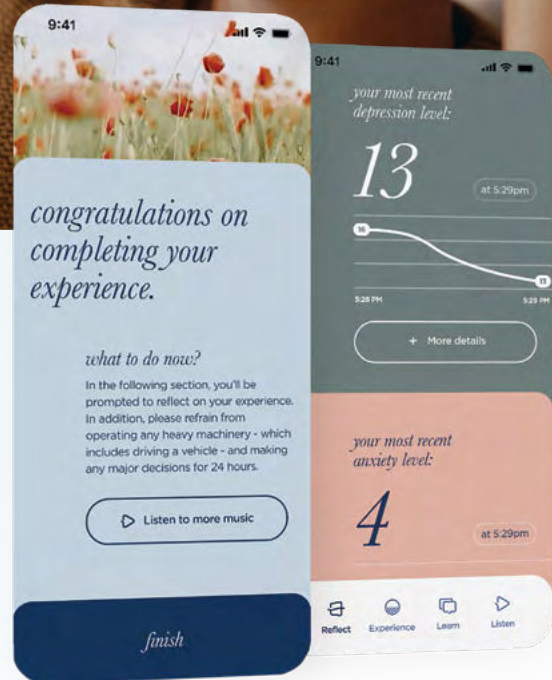 9:41
congratulations on
completing your
experience.
what to do now?
In the following section, you'll be
prompted to reflect on your experience.
In addition, please refrain from
operating any heavy machinery - which
includes driving a vehicle - and making
any major decisions for 24 hours.
Listen to more music
finish
9:41
your most recent
depression level:
13
at 5:29pm
16
13
5:28 PM
5:29 PM
+ More details
your most recent
anxiety level:
4
at 5:29pm
Reflect
Experience
Learn
Listen